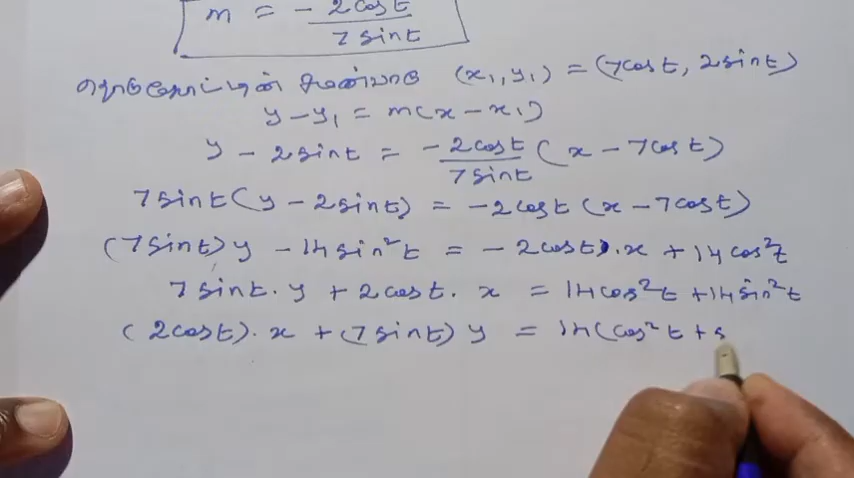 m = - 2cost / 7sint
தொடுகோட்டின் சமன்பாடு (x₁, y₁) = (7cost, 2sint)
y - y₁ = m(x - x₁)
y - 2sint = -2cost / 7sint (x - 7cost)
7sint(y - 2sint) = -2cost (x - 7cost)
(7sint)y - 14sin²t = - 2cost).x + 14cos²t
7sint. y + 2cost. x = 14cos²t + 14sin²t
(2cost). x + (7sint) y = 14(cos²t + s